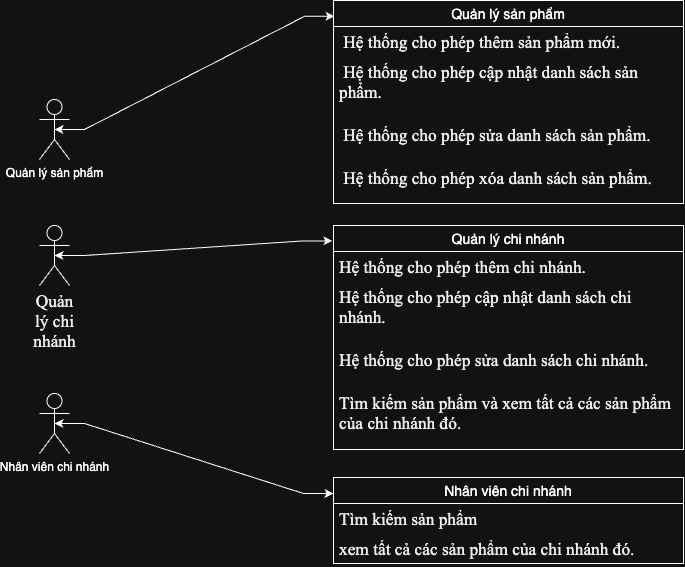 Quản lý sản phẩm
Hệ thống cho phép thêm sản phẩm mới.
Hệ thống cho phép cập nhật danh sách sản
phẩm.
Hệ thống cho phép sửa danh sách sản phẩm.
Hệ thống cho phép xóa danh sách sản phẩm.
Quản lý sản phẩm
Quản lý chi nhánh
Hệ thống cho phép thêm chi nhánh.
Hệ thống cho phép cập nhật danh sách chi
nhánh.
Hệ thống cho phép sửa danh sách chi nhánh.
Tìm kiếm sản phẩm và xem tất cả các sản phẩm
của chi nhánh đó.
Quản
lý chi
nhánh
Nhân viên chi nhánh
Nhân viên chi nhánh
Tìm kiếm sản phẩm
xem tất cả các sản phẩm của chi nhánh đó.